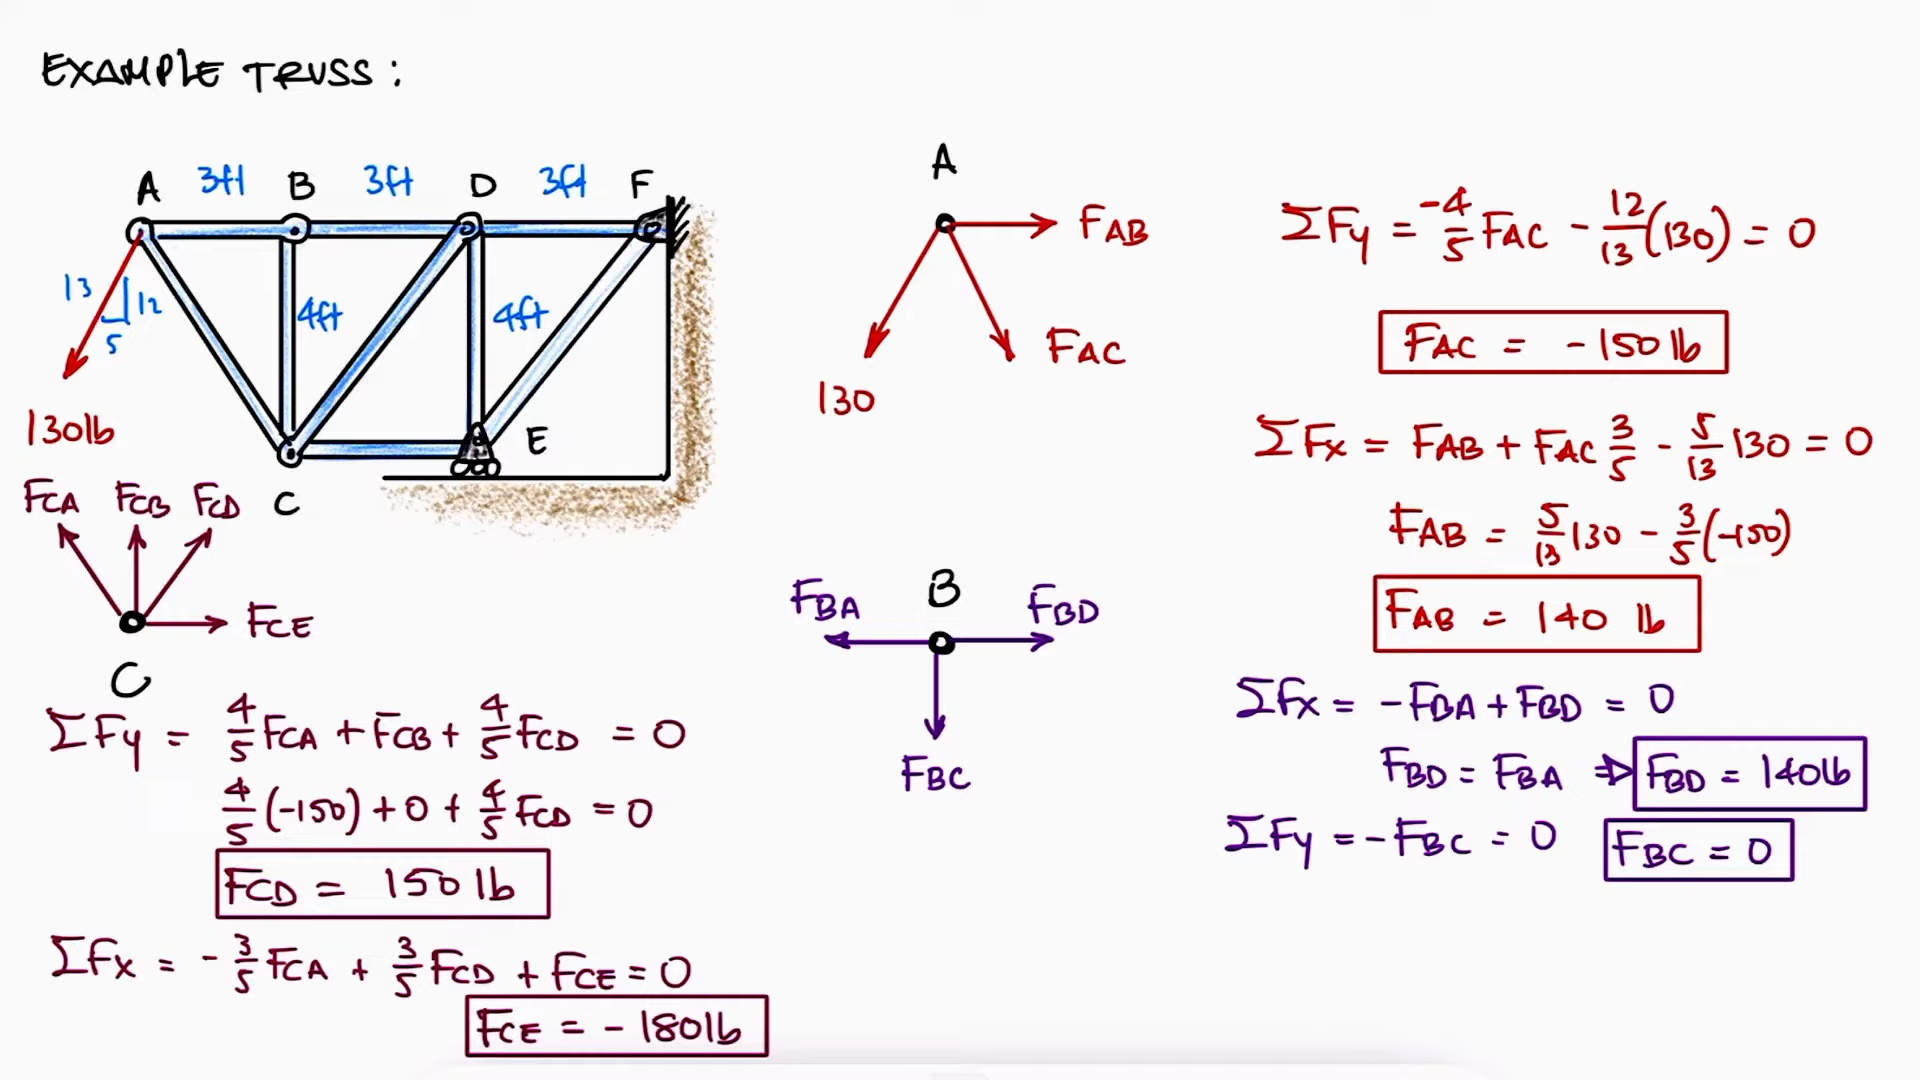 EXAMPLE TRUSS:
A 3ft B 3ft D 3ft F
13 12 5
4ft 4ft
130lb
E
C
A
FAB
FAC
130
ΣFy = -4/5 FAC - 12/13 (130) = 0
FAC = -150 lb
ΣFx = FAB + FAC 3/5 - 5/13 130 = 0
FAB = 5/13 130 - 3/5 (-150)
FAB = 140 lb
B
FBA FBD
FBC
ΣFx = -FBA + FBD = 0
FBD = FBA ⇒ FBD = 140lb
ΣFy = -FBC = 0 FBC = 0
FCA FCB FCD
FCE
C
ΣFy = 4/5 FCA + FCB + 4/5 FCD = 0
4/5 (-150) + 0 + 4/5 FCD = 0
FCD = 150 lb
ΣFx = -3/5 FCA + 3/5 FCD + FCE = 0
FCE = -180lb